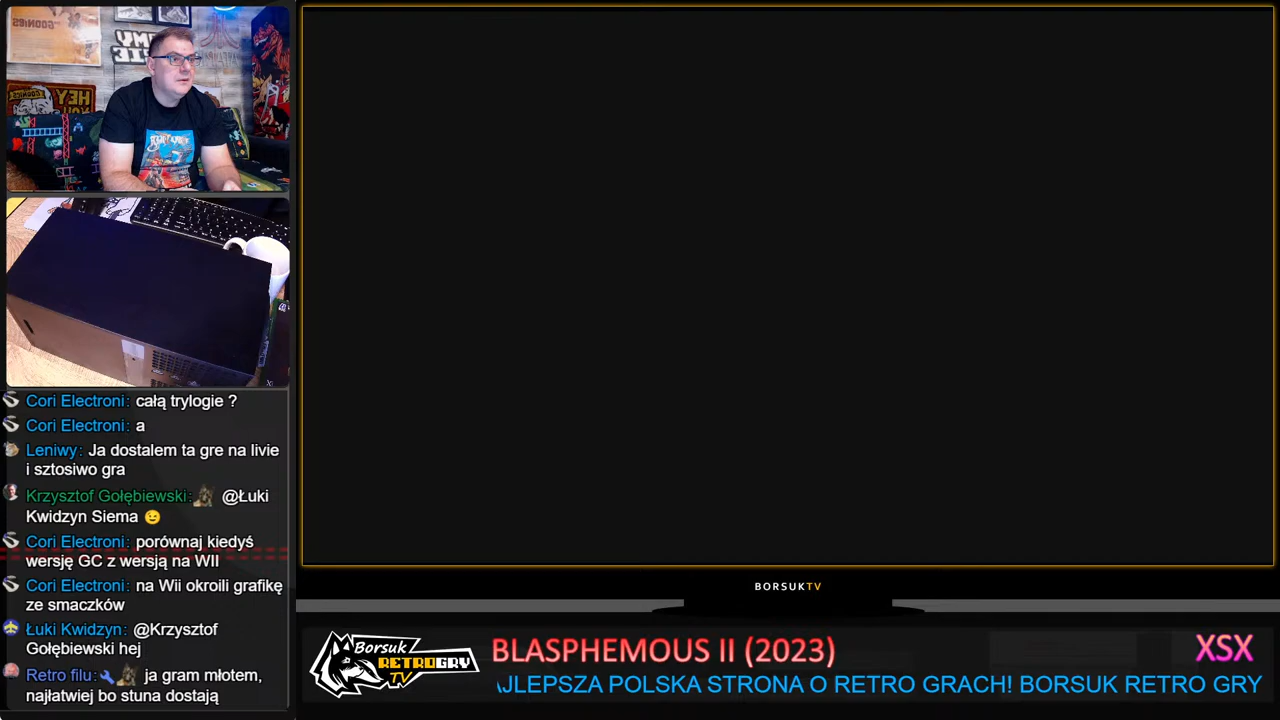 HEY
YOU
Cori Electroni: całą trylogie ?
Cori Electroni: a
Leniwy: Ja dostalem ta gre na livie
i sztosiwo gra
Krzysztof Gołębiewski: @Łuki
Kwidzyn Siema 😉
Cori Electroni: porównaj kiedyś
wersję GC z wersją na WII
Cori Electroni: na Wii okroili grafikę
ze smaczków
Łuki Kwidzyn: @Krzysztof
Gołębiewski hej
Retro filu: ja gram młotem,
najłatwiej bo stuna dostają
BORSUKTV
Borsuk
RETROGRY
TV
BLASPHEMOUS II (2023)
XSX
JLEPSZA POLSKA STRONA O RETRO GRACH! BORSUK RETRO GRY